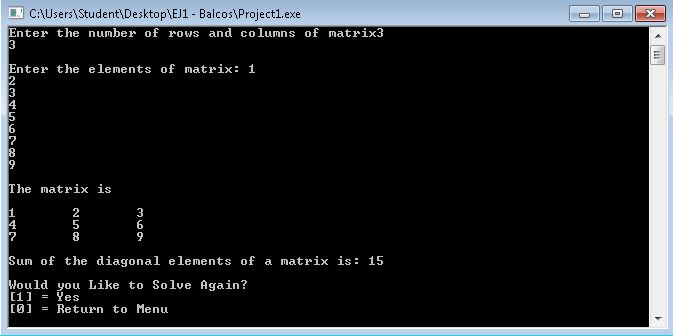 C:\Users\Student\Desktop\EJ1 - Balcos\Project1.exe
Enter the number of rows and columns of matrix3
3
Enter the elements of matrix: 1
2
3
4
5
6
7
8
9
The matrix is
1 2 3
4 5 6
7 8 9
Sum of the diagonal elements of a matrix is: 15
Would you Like to Solve Again?
[1] = Yes
[0] = Return to Menu